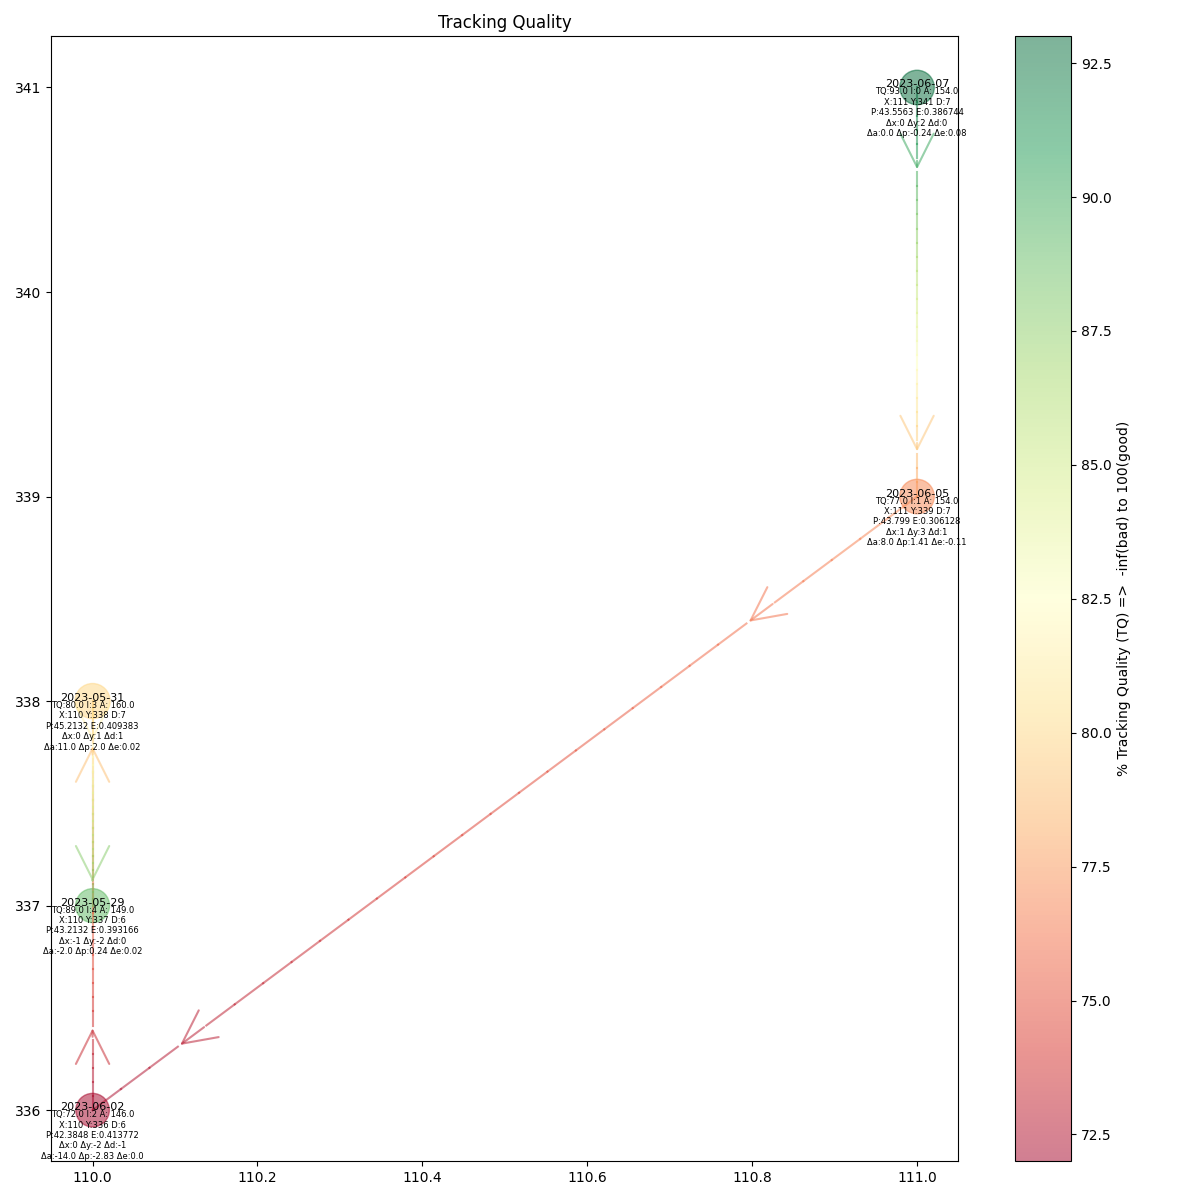 Tracking Quality
341
340
339
338
337
336
110.0
110.2
110.4
110.6
110.8
111.0
2023-06-07
TQ:93.0 I:0 A: 154.0
X:111 Y:341 D:7
P:43.5563 E:0.386744
Δx:0 Δy:2 Δd:0
Δa:0.0 Δp:-0.24 Δe:0.08
2023-06-05
TQ:77.0 I:1 A: 154.0
X:111 Y:339 D:7
P:43.799 E:0.306128
Δx:1 Δy:3 Δd:1
Δa:8.0 Δp:1.41 Δe:-0.11
2023-05-31
TQ:80.0 I:3 A: 160.0
X:110 Y:338 D:7
P:45.2132 E:0.409383
Δx:0 Δy:1 Δd:1
Δa:11.0 Δp:2.0 Δe:0.02
2023-05-29
TQ:89.0 I:4 A: 149.0
X:110 Y:337 D:6
P:43.2132 E:0.393166
Δx:-1 Δy:-2 Δd:0
Δa:-2.0 Δp:0.24 Δe:0.02
2023-06-02
TQ:72.0 I:2 A: 146.0
X:110 Y:336 D:6
P:42.3848 E:0.413772
Δx:0 Δy:-2 Δd:-1
Δa:-14.0 Δp:-2.83 Δe:0.0
92.5
90.0
87.5
85.0
82.5
80.0
77.5
75.0
72.5
% Tracking Quality (TQ) => -inf(bad) to 100(good)